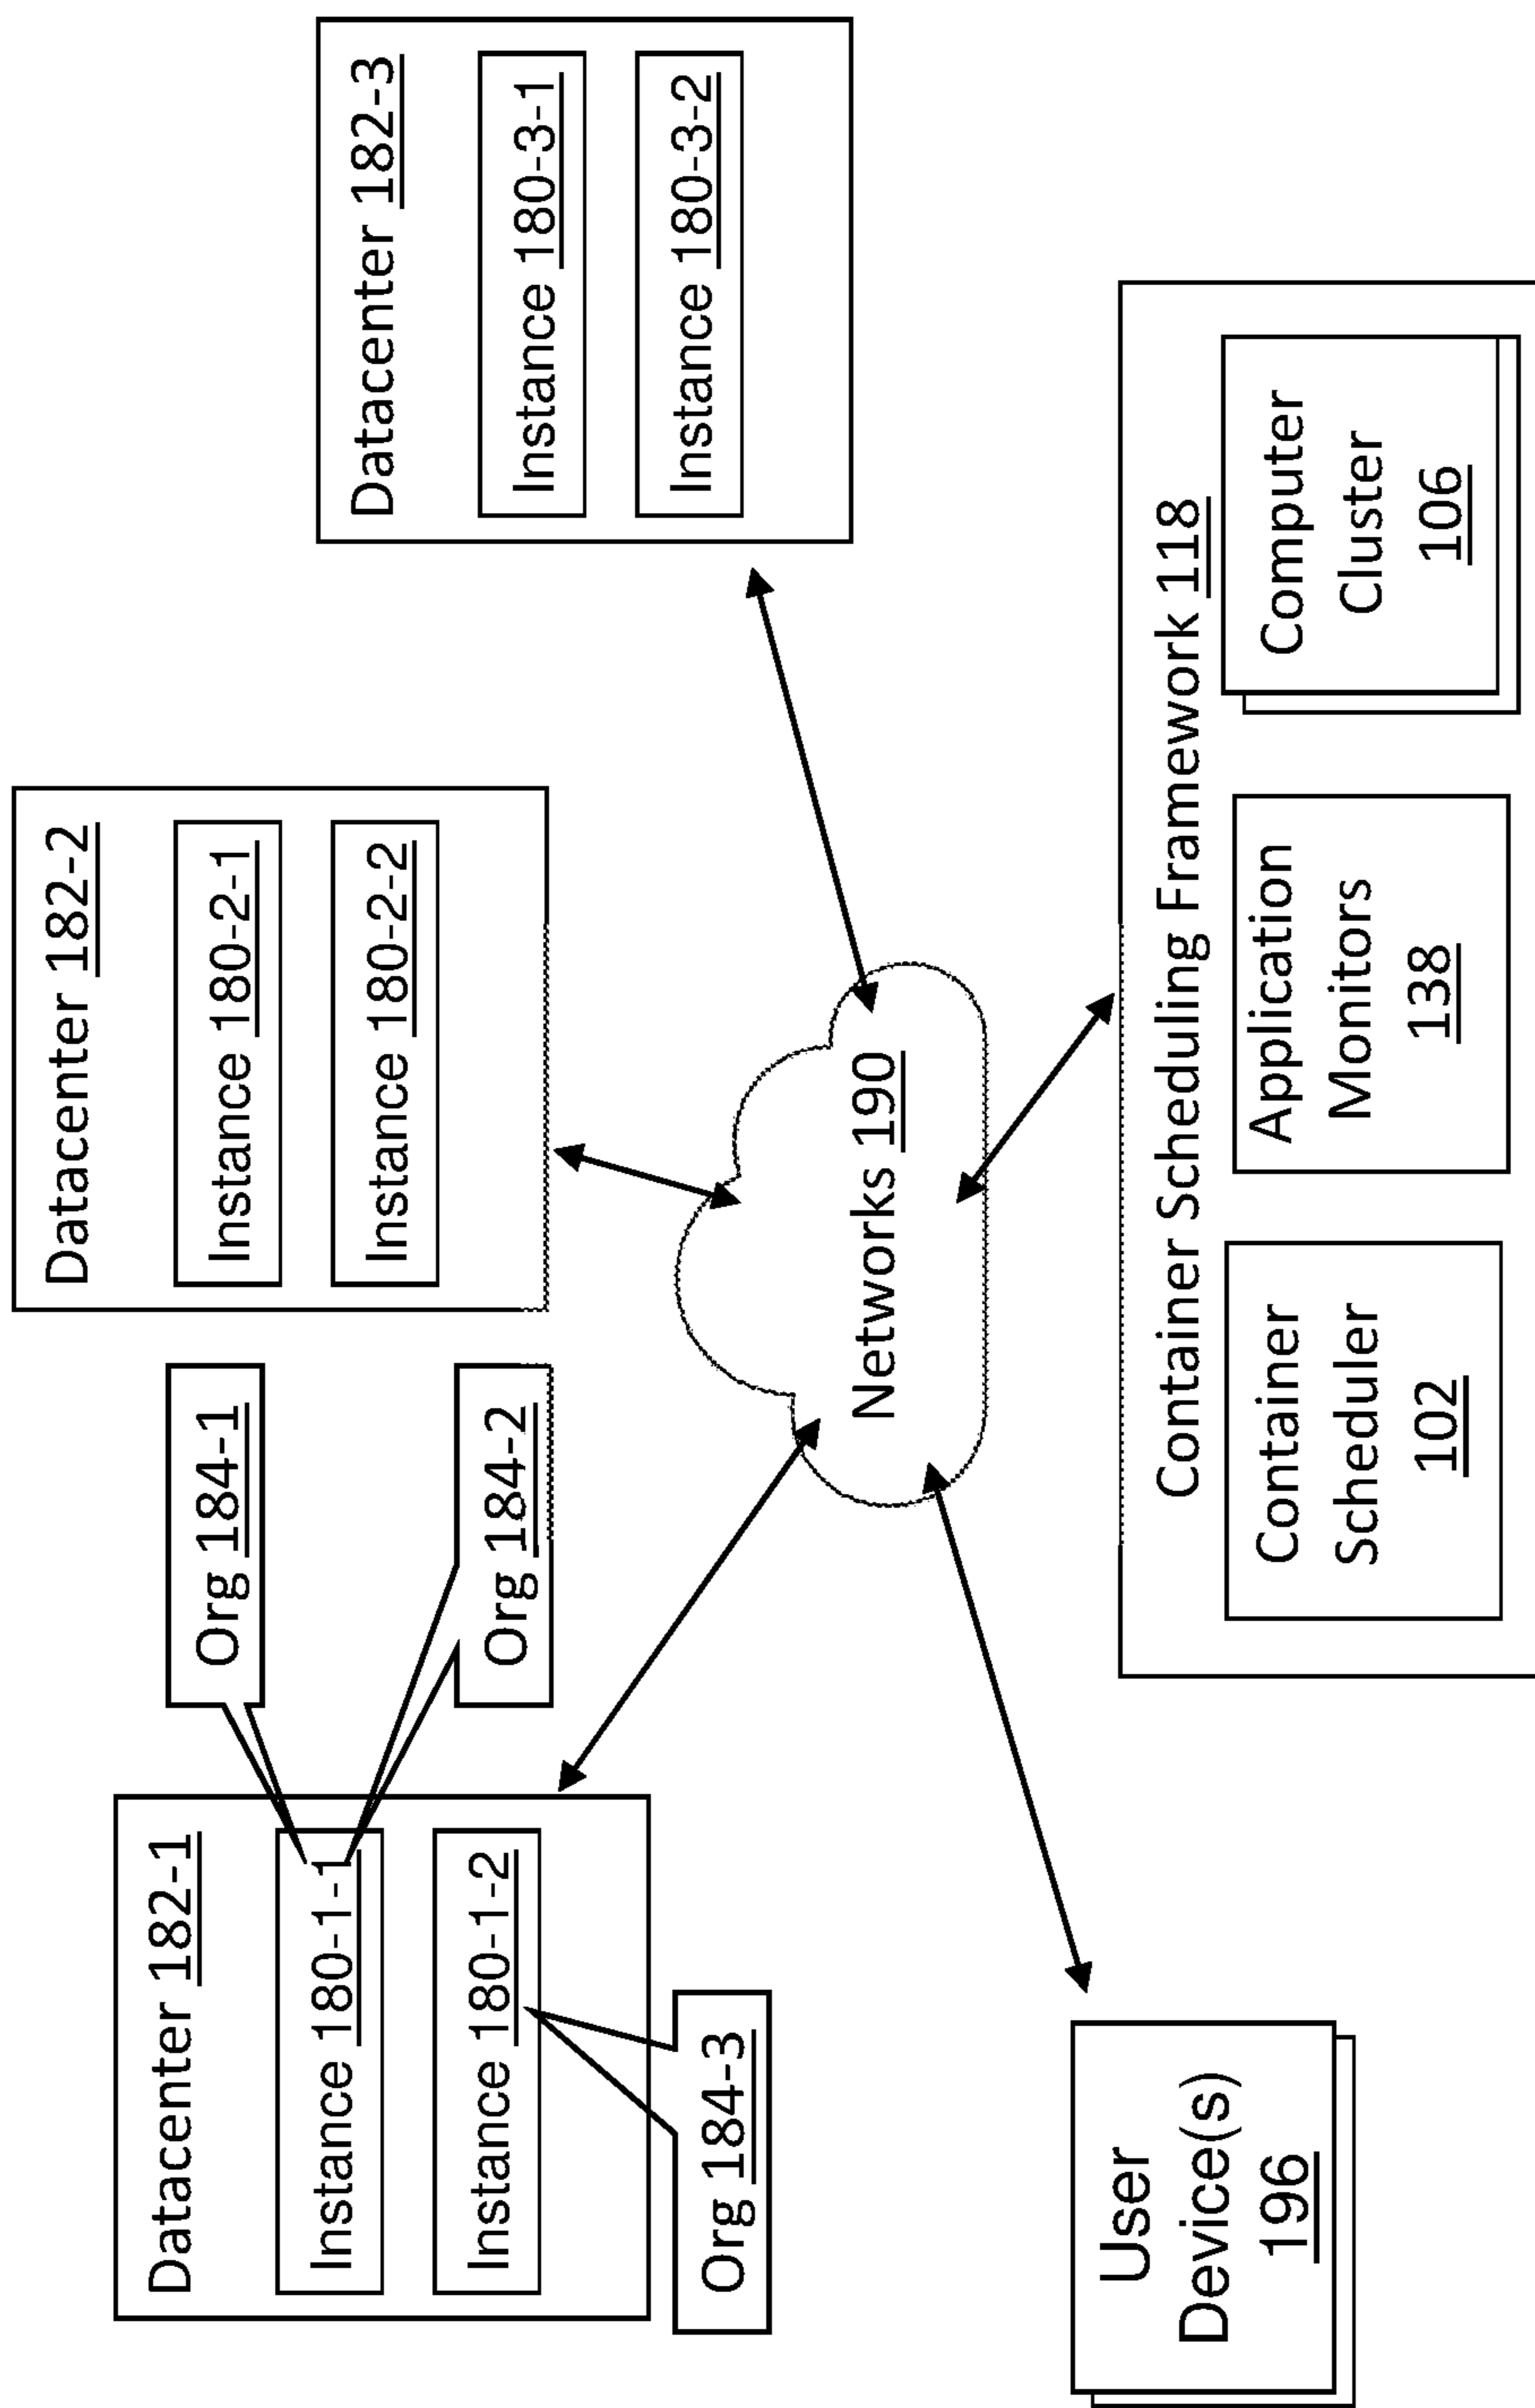 Datacenter 182-1
Instance 180-1-1
Instance 180-1-2
Org 184-1
Org 184-2
Org 184-3
Datacenter 182-2
Instance 180-2-1
Instance 180-2-2
Datacenter 182-3
Instance 180-3-1
Instance 180-3-2
Networks 190
User
Device(s)
196
Container Scheduling Framework 118
Container
Scheduler
102
Application
Monitors
138
Computer
Cluster
106